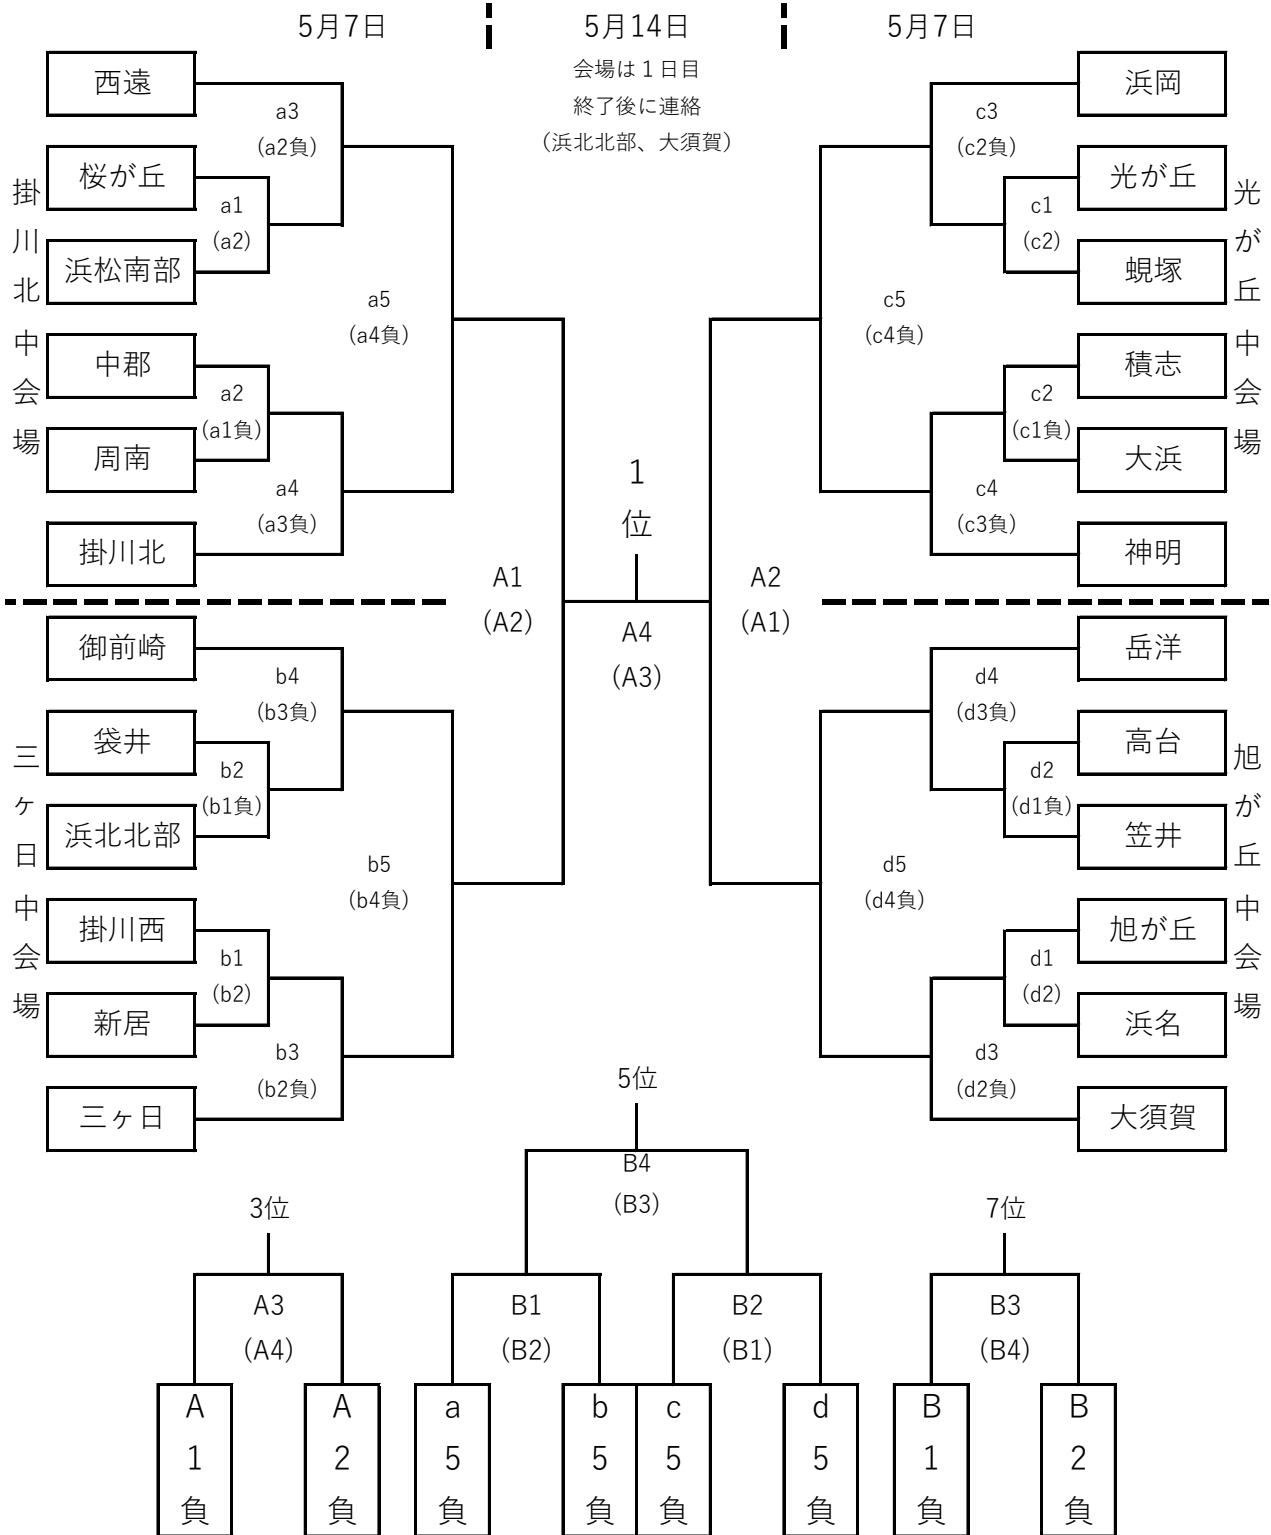 5月7日
5月14日
5月7日
会場は１日目
終了後に連絡
（浜北北部、大須賀）
掛川北中会場
西遠
a3
(a2負)
桜が丘
a1
(a2)
浜松南部
a5
(a4負)
中郡
a2
(a1負)
周南
a4
(a3負)
掛川北
三ヶ日中会場
御前崎
b4
(b3負)
袋井
b2
(b1負)
浜北北部
b5
(b4負)
掛川西
b1
(b2)
新居
b3
(b2負)
三ヶ日
A1
(A2)
1位
A4
(A3)
A2
(A1)
光が丘中会場
浜岡
c3
(c2負)
光が丘
c1
(c2)
蜆塚
c5
(c4負)
積志
c2
(c1負)
大浜
c4
(c3負)
神明
旭が丘中会場
岳洋
d4
(d3負)
高台
d2
(d1負)
笠井
d5
(d4負)
旭が丘
d1
(d2)
浜名
d3
(d2負)
大須賀
3位
A3
(A4)
A1負
A2負
5位
B4
(B3)
B1
(B2)
B2
(B1)
a5負
b5負
c5負
d5負
7位
B3
(B4)
B1負
B2負